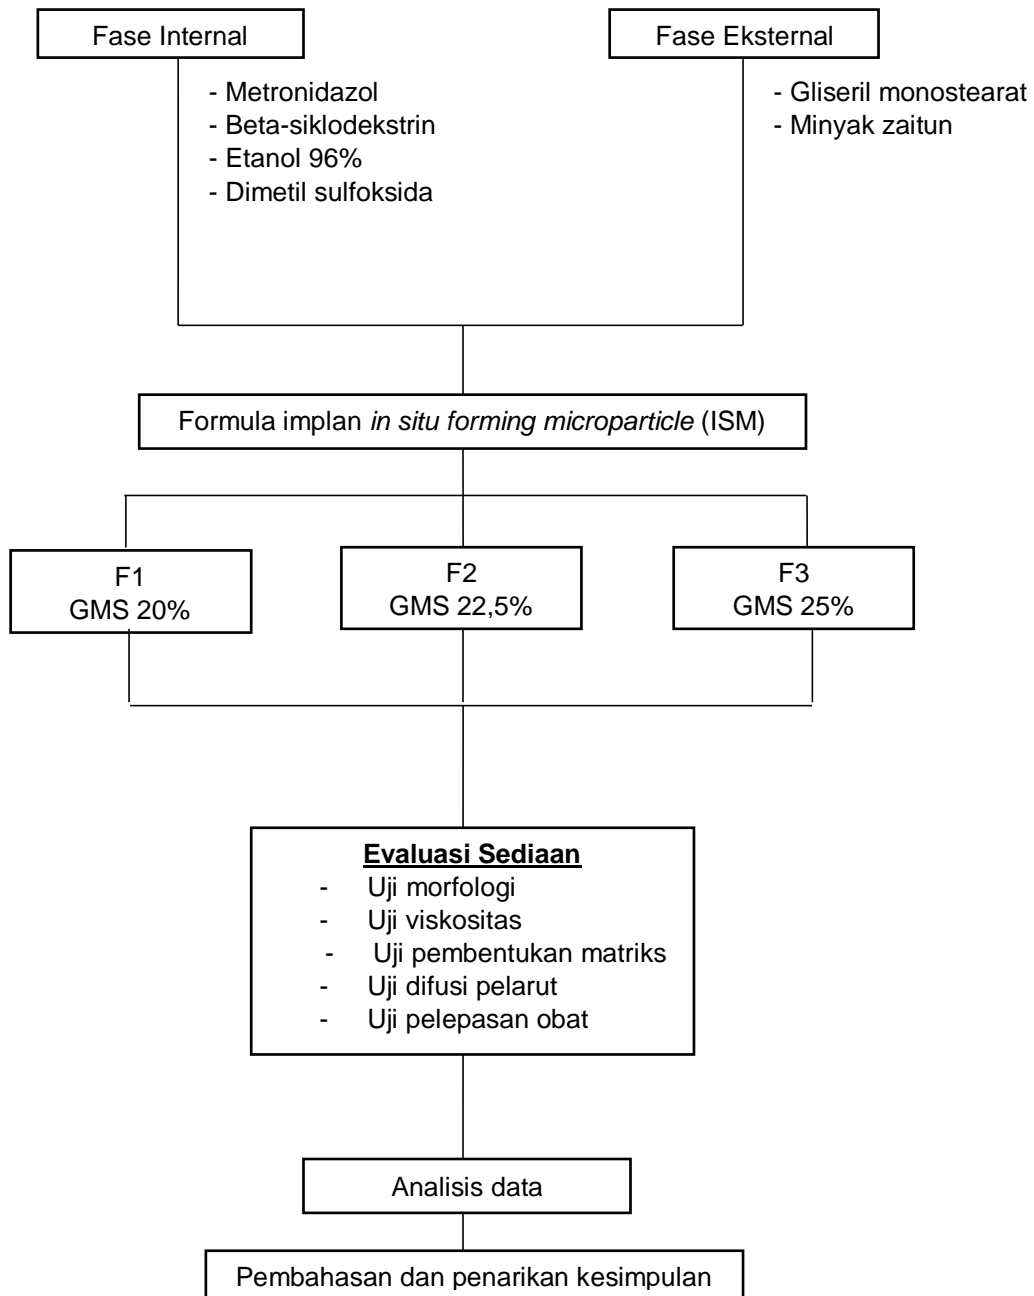 Fase Internal
- Metronidazol
- Beta-siklodekstrin
- Etanol 96%
- Dimetil sulfoksida
Fase Eksternal
- Gliseril monostearat
- Minyak zaitun
Formula implan in situ forming microparticle (ISM)
F1
GMS 20%
F2
GMS 22,5%
F3
GMS 25%
Evaluasi Sediaan
- Uji morfologi
- Uji viskositas
- Uji pembentukan matriks
- Uji difusi pelarut
- Uji pelepasan obat
Analisis data
Pembahasan dan penarikan kesimpulan